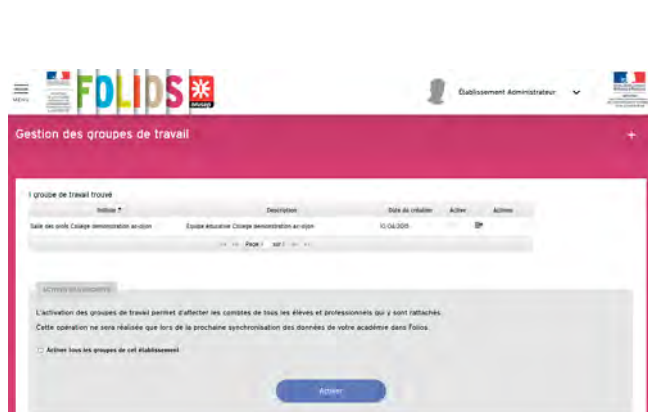 MENU
FOLIOS
Établissement Administrateur
Gestion des groupes de travail
+
1 groupe de travail trouvé
Intitulé Description Date de création Activer Actions
Salle des profs Collège demonstration ac-dijon Equipe éducative Collège demonstration ac-dijon 10/04/2015
Page 1 sur 1
L'activation des groupes de travail permet d'affecter les comptes de tous les élèves et professionnels qui y sont rattachés.
Cette opération ne sera réalisée que lors de la prochaine synchronisation des données de votre académie dans Folios.
Activer tous les groupes de cet établissement
Activer